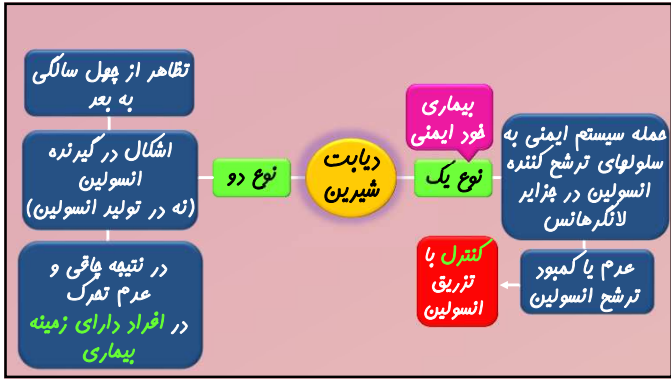 دیابت
شیرین
نوع یک
بیماری
خود ایمنی
حمله سیستم ایمنی به
سلولهای ترشح کننده
انسولین در جزایر
لانگرهانس
عدم یا کمبود
ترشح انسولین
کنترل با
تزریق
انسولین
نوع دو
تظاهر از چهل سالگی
به بعد
اشکال در گیرنده
انسولین
(نه در تولید انسولین)
در نتیجه چاقی و
عدم تحرک
در افراد دارای زمینه
بیماری